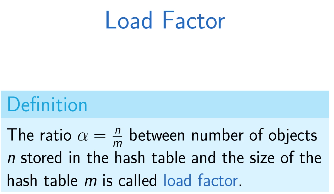 Load Factor
Definition
The ratio α = n/m between number of objects
n stored in the hash table and the size of the
hash table m is called load factor.